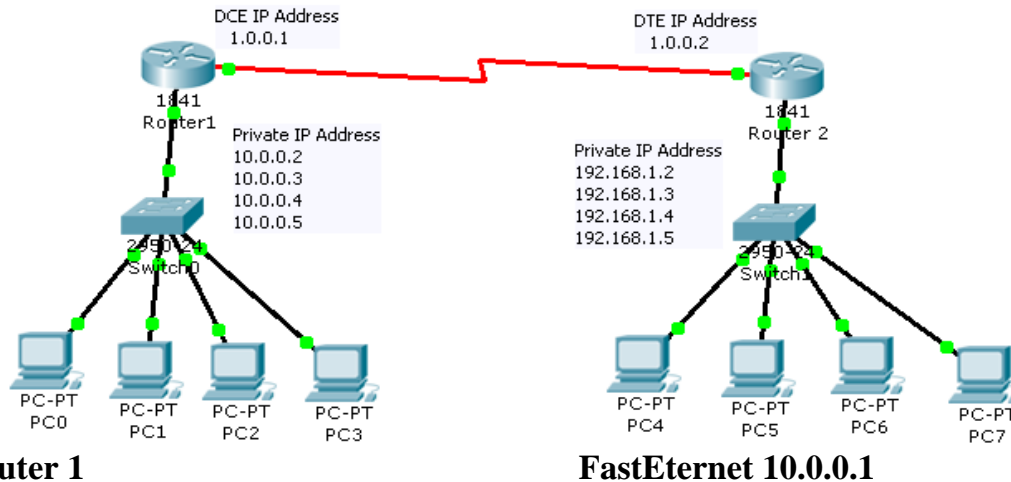 DCE IP Address
1.0.0.1
DTE IP Address
1.0.0.2
1841
Router1
1841
Router 2
Private IP Address
10.0.0.2
10.0.0.3
10.0.0.4
10.0.0.5
Private IP Address
192.168.1.2
192.168.1.3
192.168.1.4
192.168.1.5
2950-24
Switch0
2950-24
Switch1
PC-PT
PC0
PC-PT
PC1
PC-PT
PC2
PC-PT
PC3
PC-PT
PC4
PC-PT
PC5
PC-PT
PC6
PC-PT
PC7
uter 1
FastEternet 10.0.0.1